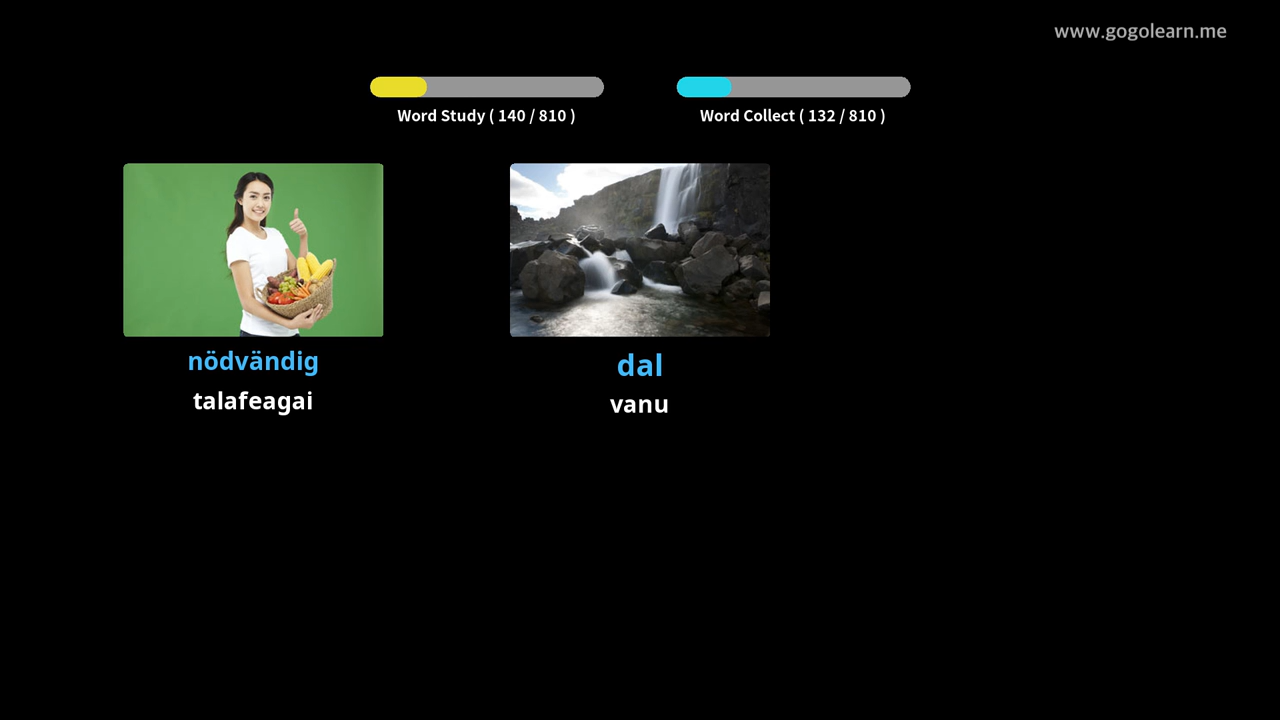 www.gogolearn.me
Word Study ( 140 / 810 )
Word Collect ( 132 / 810 )
nödvändig
talafeagai
dal
vanu